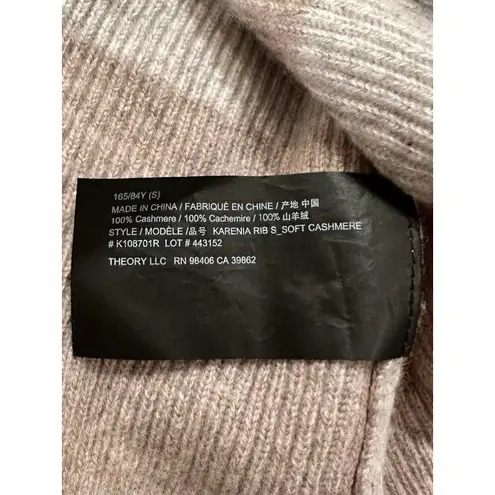 165/84Y (S)
MADE IN CHINA / FABRIQUÉ EN CHINE / 产地 中国
100% Cashmere / 100% Cachemire / 100% 山羊绒
STYLE / MODÈLE /品号 KARENIA RIB S_SOFT CASHMERE
# K108701R LOT # 443152
THEORY LLC RN 98406 CA 39862